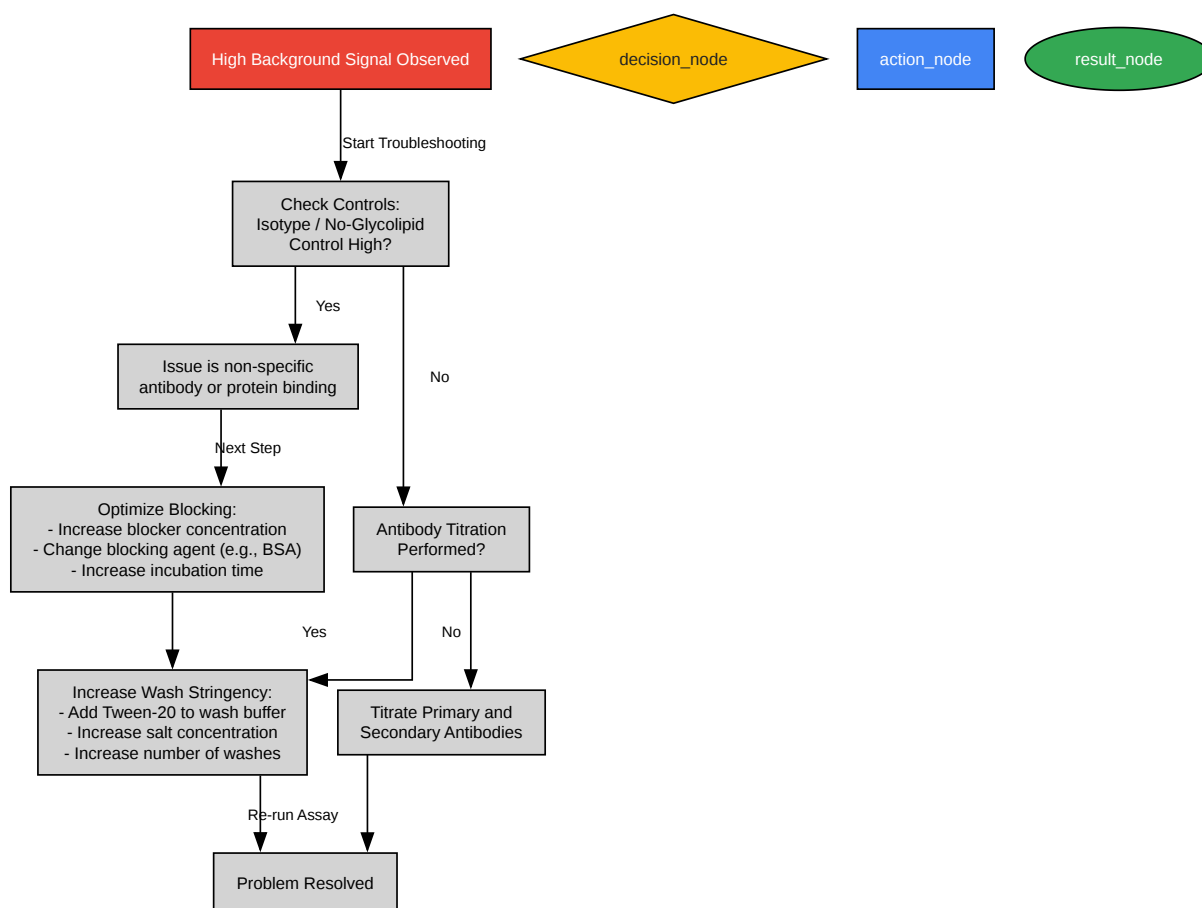 High Background Signal Observed
decision_node
action_node
result_node
Start Troubleshooting
Check Controls:
Isotype / No-Glycolipid
Control High?
Yes
No
Issue is non-specific
antibody or protein binding
Next Step
Optimize Blocking:
- Increase blocker concentration
- Change blocking agent (e.g., BSA)
- Increase incubation time
Antibody Titration
Performed?
Yes
No
Increase Wash Stringency:
- Add Tween-20 to wash buffer
- Increase salt concentration
- Increase number of washes
Titrate Primary and
Secondary Antibodies
Re-run Assay
Problem Resolved